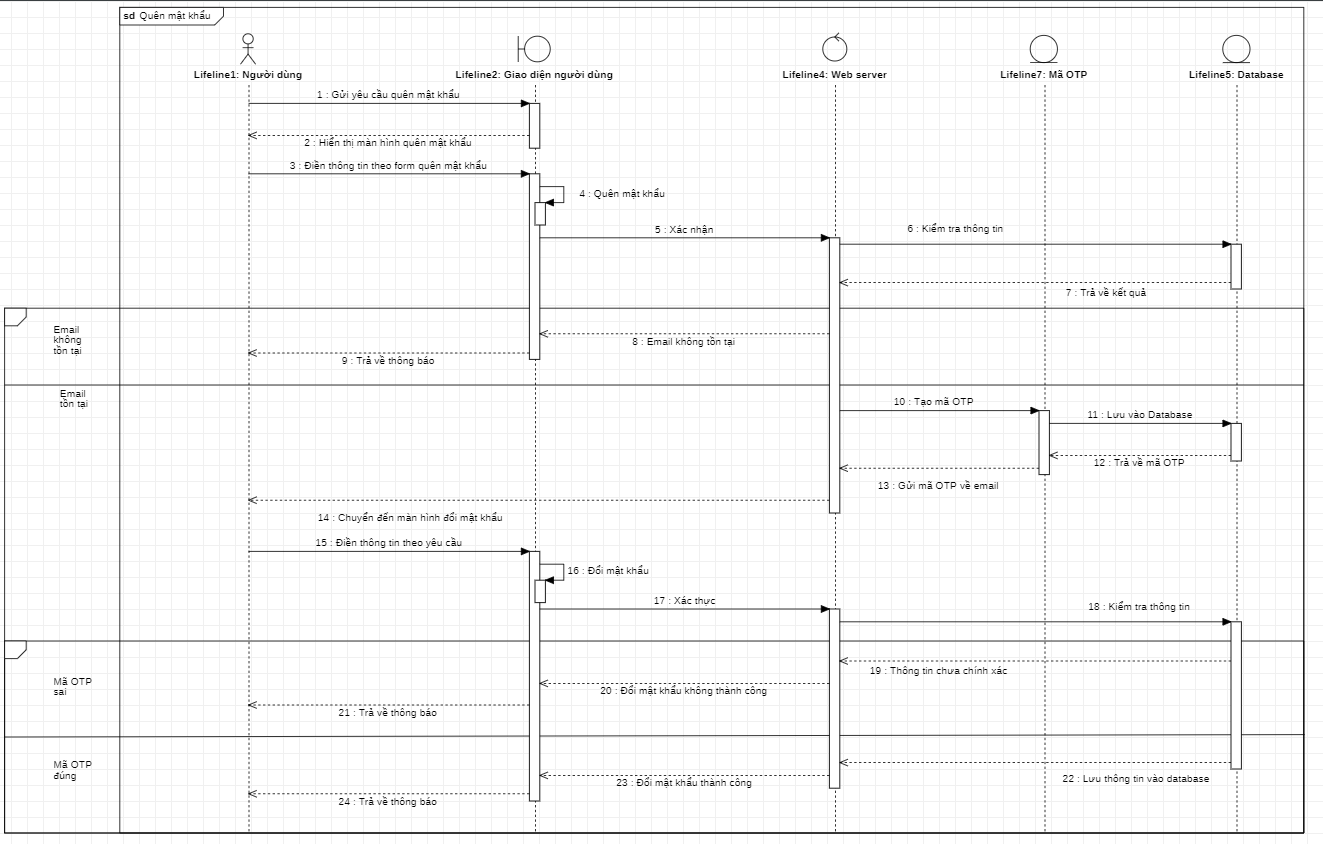 sd Quên mật khẩu
Lifeline1: Người dùng
Lifeline2: Giao diện người dùng
Lifeline4: Web server
Lifeline7: Mã OTP
Lifeline5: Database
1 : Gửi yêu cầu quên mật khẩu
2 : Hiển thị màn hình quên mật khẩu
3 : Điền thông tin theo form quên mật khẩu
4 : Quên mật khẩu
5 : Xác nhận
6 : Kiểm tra thông tin
7 : Trả về kết quả
Email
không
tồn tại
8 : Email không tồn tại
9 : Trả về thông báo
Email
tồn tại
10 : Tạo mã OTP
11 : Lưu vào Database
12 : Trả về mã OTP
13 : Gửi mã OTP về email
14 : Chuyển đến màn hình đổi mật khẩu
15 : Điền thông tin theo yêu cầu
16 : Đổi mật khẩu
17 : Xác thực
18 : Kiểm tra thông tin
Mã OTP
sai
19 : Thông tin chưa chính xác
20 : Đổi mật khẩu không thành công
21 : Trả về thông báo
Mã OTP
đúng
22 : Lưu thông tin vào database
23 : Đổi mật khẩu thành công
24 : Trả về thông báo